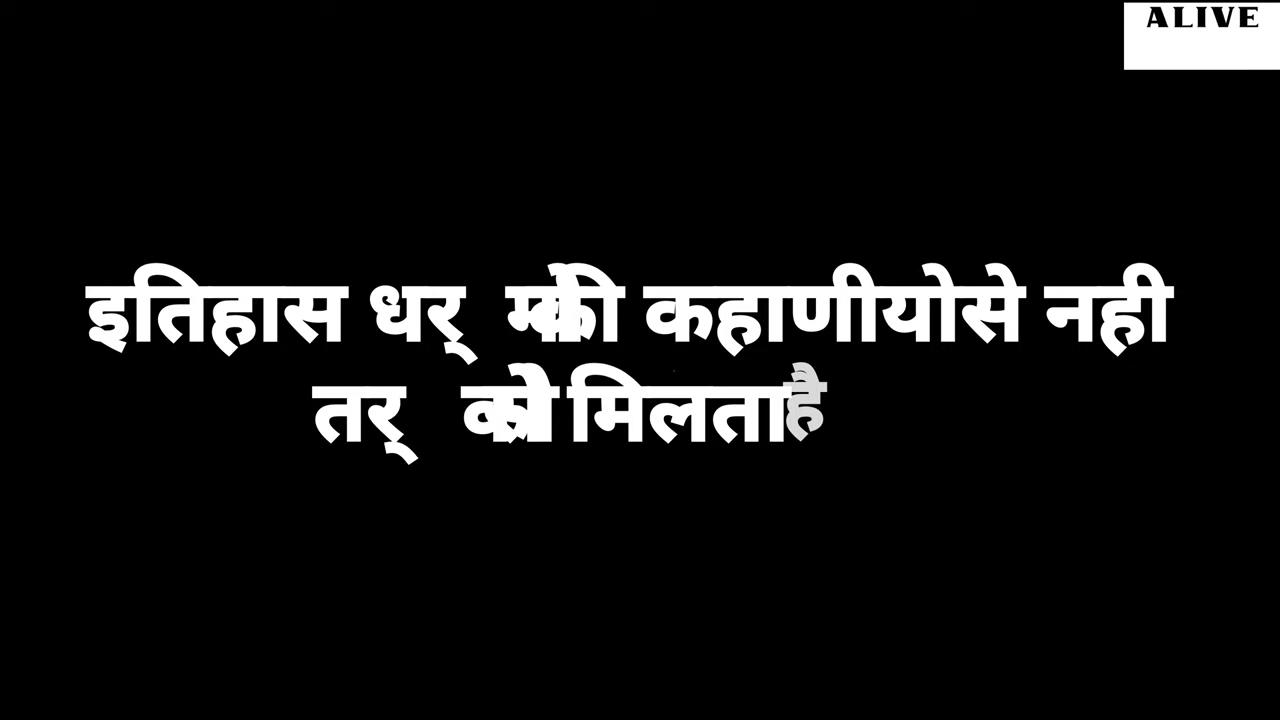 ALIVE
इतिहास धर्मो की कहाणीयोसे नही
तर्को से मिलता है